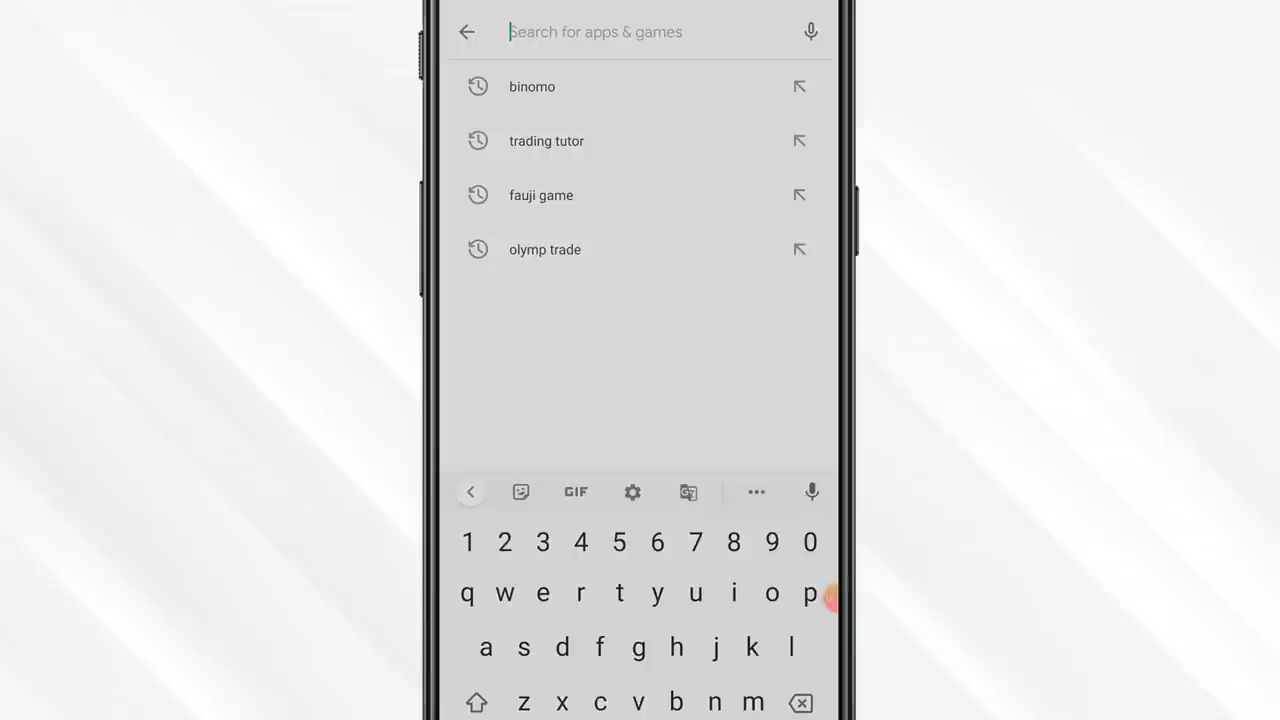 Search for apps & games
binomo
trading tutor
fauji game
olymp trade
GIF
1 2 3 4 5 6 7 8 9 0
q w e r t y u i o p
a s d f g h j k l
z x c v b n m